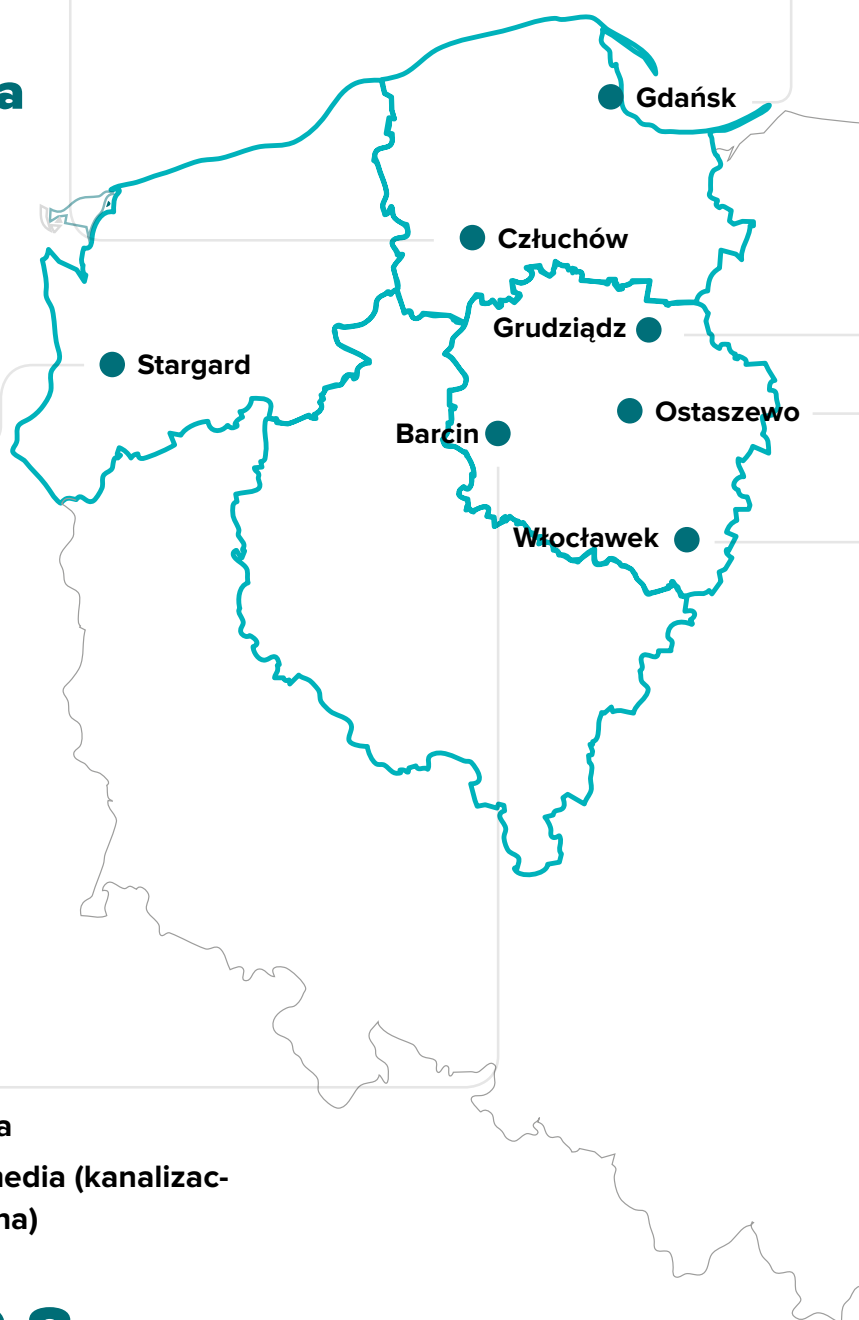 a
Gdańsk
Człuchów
Grudziądz
Stargard
Ostaszewo
Barcin
Włocławek
a
media (kanalizac-
na)